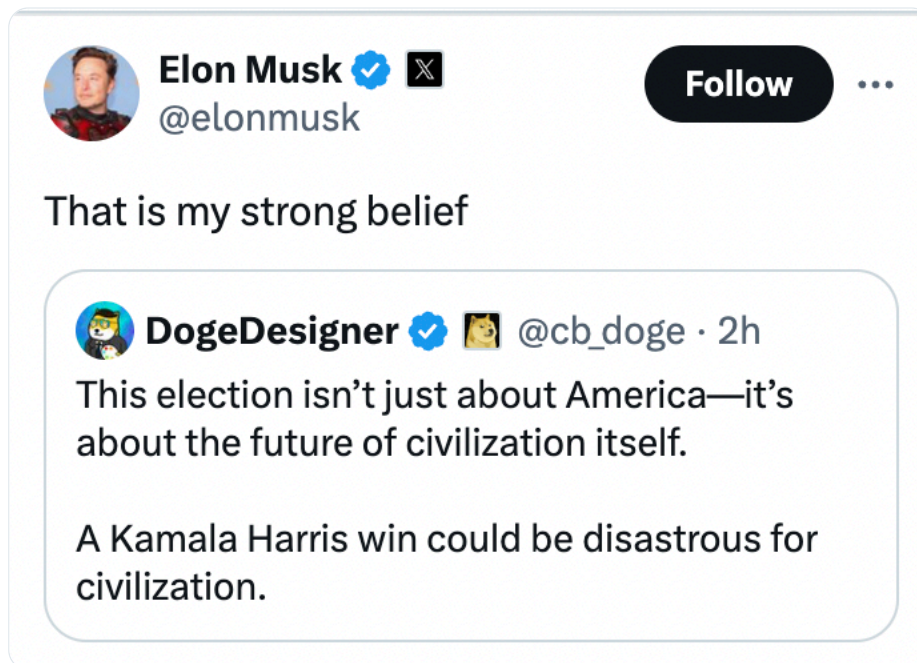 Elon Musk
@elonmusk
Follow
That is my strong belief
DogeDesigner @cb_doge · 2h
This election isn’t just about America—it’s
about the future of civilization itself.
A Kamala Harris win could be disastrous for
civilization.